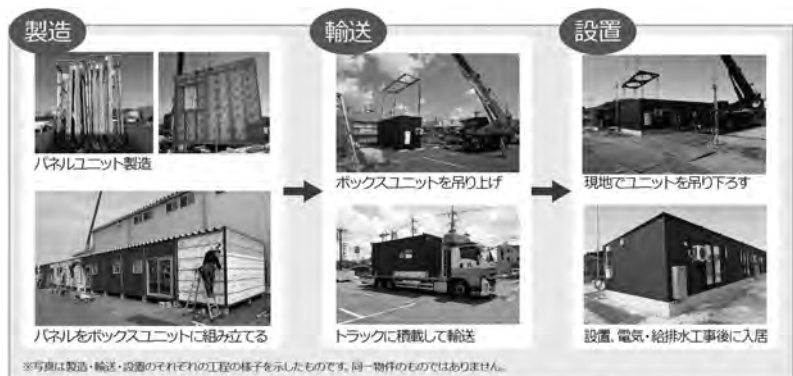 製造
輸送
設置
パネルユニット製造
ボックスユニットを吊り上げ
現地でユニットを吊り下ろす
パネルをボックスユニットに組み立てる
トラックに積載して輸送
設置、電気・給排水工事後に入居
※写真は製造・輸送・設置のそれぞれの工程の様子を示したものです。同一物件のものではありません。